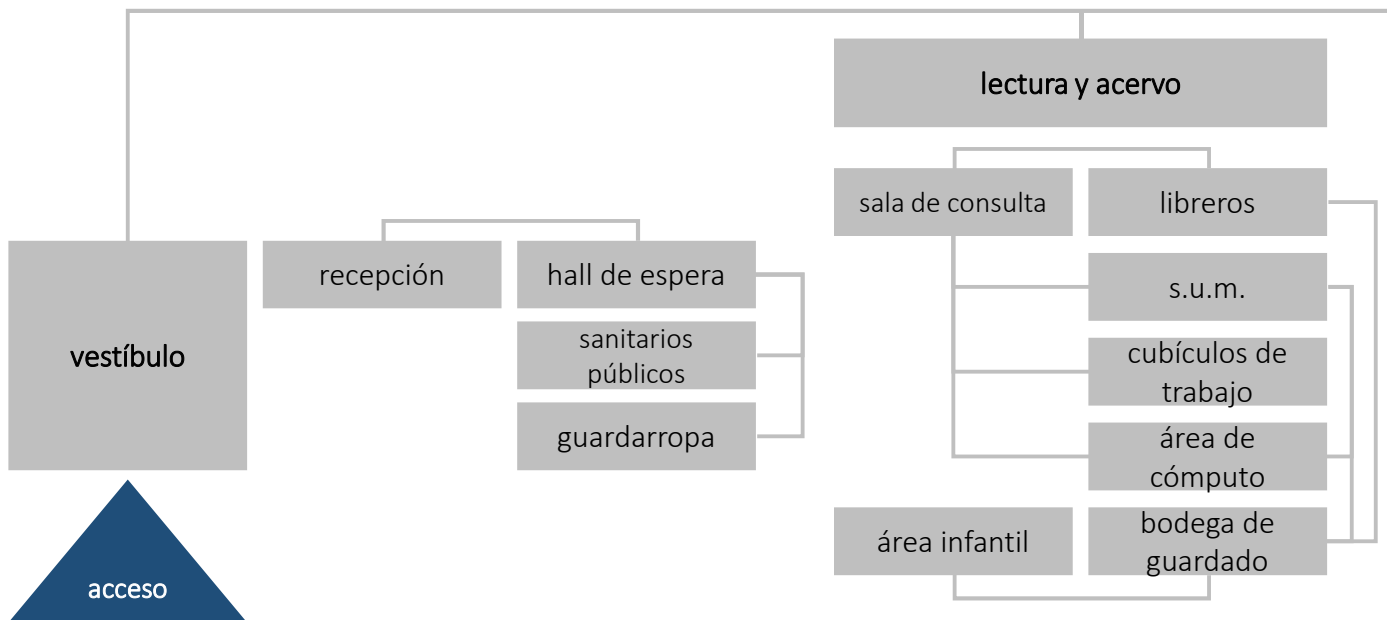 lectura y acervo
sala de consulta
libreros
recepción
hall de espera
s.u.m.
vestíbulo
sanitarios
públicos
cubículos de
trabajo
guardarropa
área de
cómputo
área infantil
bodega de
guardado
acceso